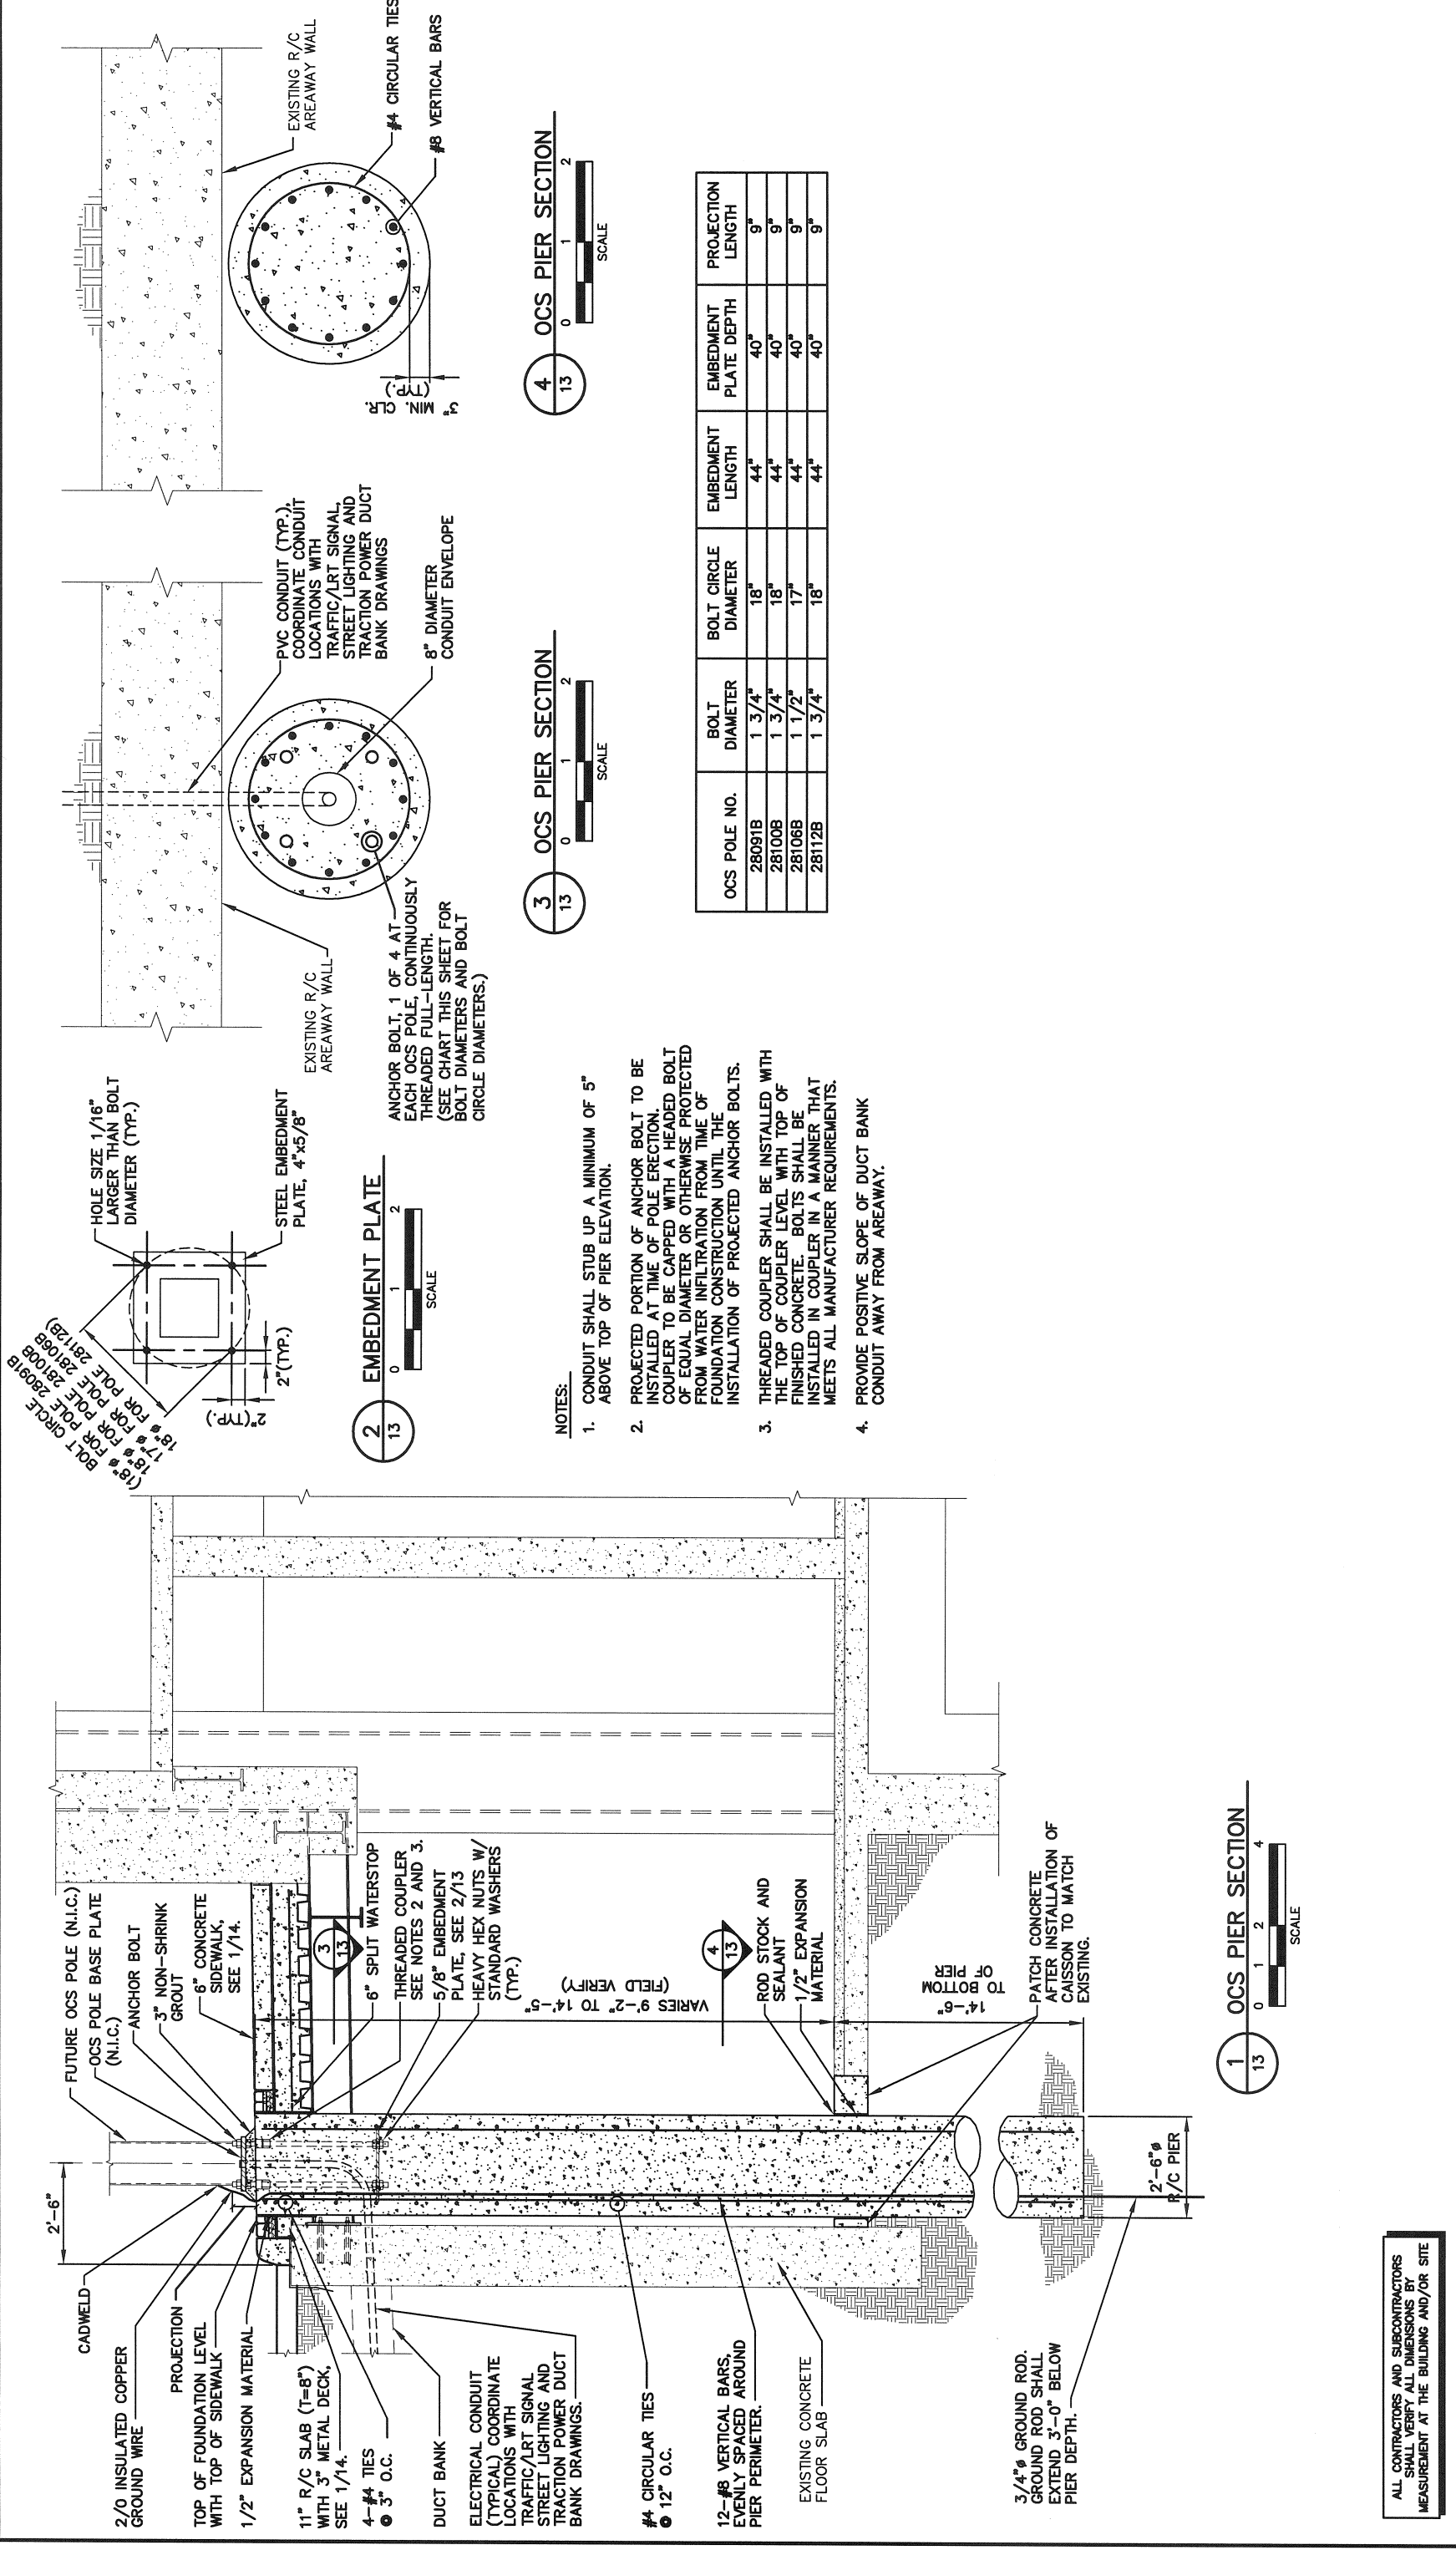 FUTURE OCS POLE (N.I.C.)
OCS POLE BASE PLATE
(N.I.C.)
ANCHOR BOLT
3" NON-SHRINK
GROUT
6" CONCRETE
SIDEWALK,
SEE 1/14.
2'-6"
CADWELD
2/0 INSULATED COPPER
GROUND WIRE
PROJECTION
TOP OF FOUNDATION LEVEL
WITH TOP OF SIDEWALK
1/2" EXPANSION MATERIAL
11" R/C SLAB (T=8")
WITH 3" METAL DECK,
SEE 1/14.
4-#4 TIES
@ 3" O.C.
DUCT BANK
ELECTRICAL CONDUIT
(TYPICAL) COORDINATE
LOCATIONS WITH
TRAFFIC/LRT SIGNAL
STREET LIGHTING AND
TRACTION POWER DUCT
BANK DRAWINGS.
#4 CIRCULAR TIES
@ 12" O.C.
12-#8 VERTICAL BARS,
EVENLY SPACED AROUND
PIER PERIMETER.
EXISTING CONCRETE
FLOOR SLAB
3/4"ø GROUND ROD.
GROUND ROD SHALL
EXTEND 3'-0" BELOW
PIER DEPTH.
3
13
6" SPLIT WATERSTOP
THREADED COUPLER
SEE NOTES 2 AND 3.
5/8" EMBEDMENT
PLATE, SEE 2/13
HEAVY HEX NUTS W/
STANDARD WASHERS
(TYP.)
VARIES 9'-2" TO 14'-5"
(FIELD VERIFY)
4
13
ROD STOCK AND
SEALANT
1/2" EXPANSION
MATERIAL
14'-6"
TO BOTTOM
OF PIER
PATCH CONCRETE
AFTER INSTALLATION OF
CAISSON TO MATCH
EXISTING.
2'-6"ø
R/C PIER
1
13
OCS PIER SECTION
0 1 2 4
SCALE
BOLT CIRCLE
(18"ø FOR POLE 28091B
18"ø FOR POLE 28100B
17"ø FOR POLE 28106B
18"ø FOR POLE 28112B)
HOLE SIZE 1/16"
LARGER THAN BOLT
DIAMETER (TYP.)
2"(TYP.)
2"(TYP.)
STEEL EMBEDMENT
PLATE, 4"x5/8"
2
13
EMBEDMENT PLATE
0 1 2
SCALE
EXISTING R/C
AREAWAY WALL
PVC CONDUIT (TYP.),
COORDINATE CONDUIT
LOCATIONS WITH
TRAFFIC/LRT SIGNAL,
STREET LIGHTING AND
TRACTION POWER DUCT
BANK DRAWINGS
8" DIAMETER
CONDUIT ENVELOPE
ANCHOR BOLT, 1 OF 4 AT
EACH OCS POLE, CONTINUOUSLY
THREADED FULL-LENGTH.
(SEE CHART THIS SHEET FOR
BOLT DIAMETERS AND BOLT
CIRCLE DIAMETERS.)
3
13
OCS PIER SECTION
0 1 2
SCALE
EXISTING R/C
AREAWAY WALL
#4 CIRCULAR TIES
#8 VERTICAL BARS
3" MIN. CLR.
(TYP.)
4
13
OCS PIER SECTION
0 1 2
SCALE
NOTES:
1. CONDUIT SHALL STUB UP A MINIMUM OF 5"
ABOVE TOP OF PIER ELEVATION.
2. PROJECTED PORTION OF ANCHOR BOLT TO BE
INSTALLED AT TIME OF POLE ERECTION.
COUPLER TO BE CAPPED WITH A HEADED BOLT
OF EQUAL DIAMETER OR OTHERWISE PROTECTED
FROM WATER INFILTRATION FROM TIME OF
FOUNDATION CONSTRUCTION UNTIL THE
INSTALLATION OF PROJECTED ANCHOR BOLTS.
3. THREADED COUPLER SHALL BE INSTALLED WITH
THE TOP OF COUPLER LEVEL WITH TOP OF
FINISHED CONCRETE. BOLTS SHALL BE
INSTALLED IN COUPLER IN A MANNER THAT
MEETS ALL MANUFACTURER REQUIREMENTS.
4. PROVIDE POSITIVE SLOPE OF DUCT BANK
CONDUIT AWAY FROM AREAWAY.
OCS POLE NO. BOLT DIAMETER BOLT CIRCLE DIAMETER EMBEDMENT LENGTH EMBEDMENT PLATE DEPTH PROJECTION LENGTH
28091B 1 3/4" 18" 44" 40" 9"
28100B 1 3/4" 18" 44" 40" 9"
28106B 1 1/2" 17" 44" 40" 9"
28112B 1 3/4" 18" 44" 40" 9"
ALL CONTRACTORS AND SUBCONTRACTORS
SHALL VERIFY ALL DIMENSIONS BY
MEASUREMENT AT THE BUILDING AND/OR SITE